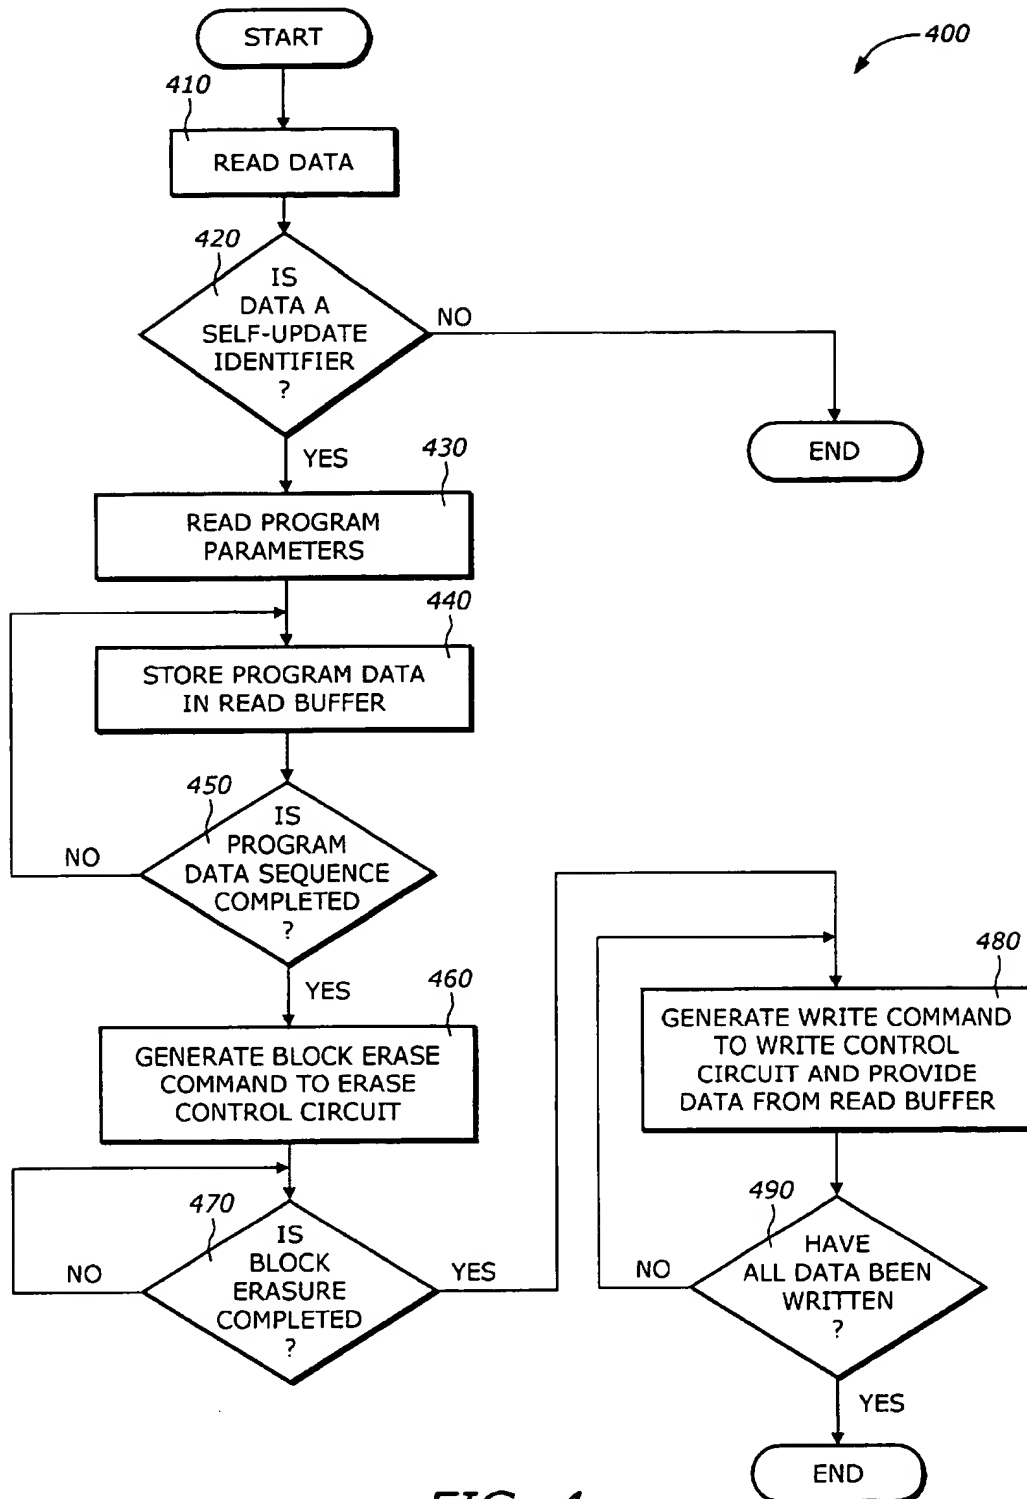 START
400
410
READ DATA
420
IS
DATA A
SELF-UPDATE
IDENTIFIER
?
NO
END
YES
430
READ PROGRAM
PARAMETERS
440
STORE PROGRAM DATA
IN READ BUFFER
450
IS
PROGRAM
DATA SEQUENCE
COMPLETED
?
NO
YES
460
GENERATE BLOCK ERASE
COMMAND TO ERASE
CONTROL CIRCUIT
470
IS
BLOCK
ERASURE
COMPLETED
?
NO
YES
480
GENERATE WRITE COMMAND
TO WRITE CONTROL
CIRCUIT AND PROVIDE
DATA FROM READ BUFFER
490
HAVE
ALL DATA BEEN
WRITTEN
?
NO
YES
END